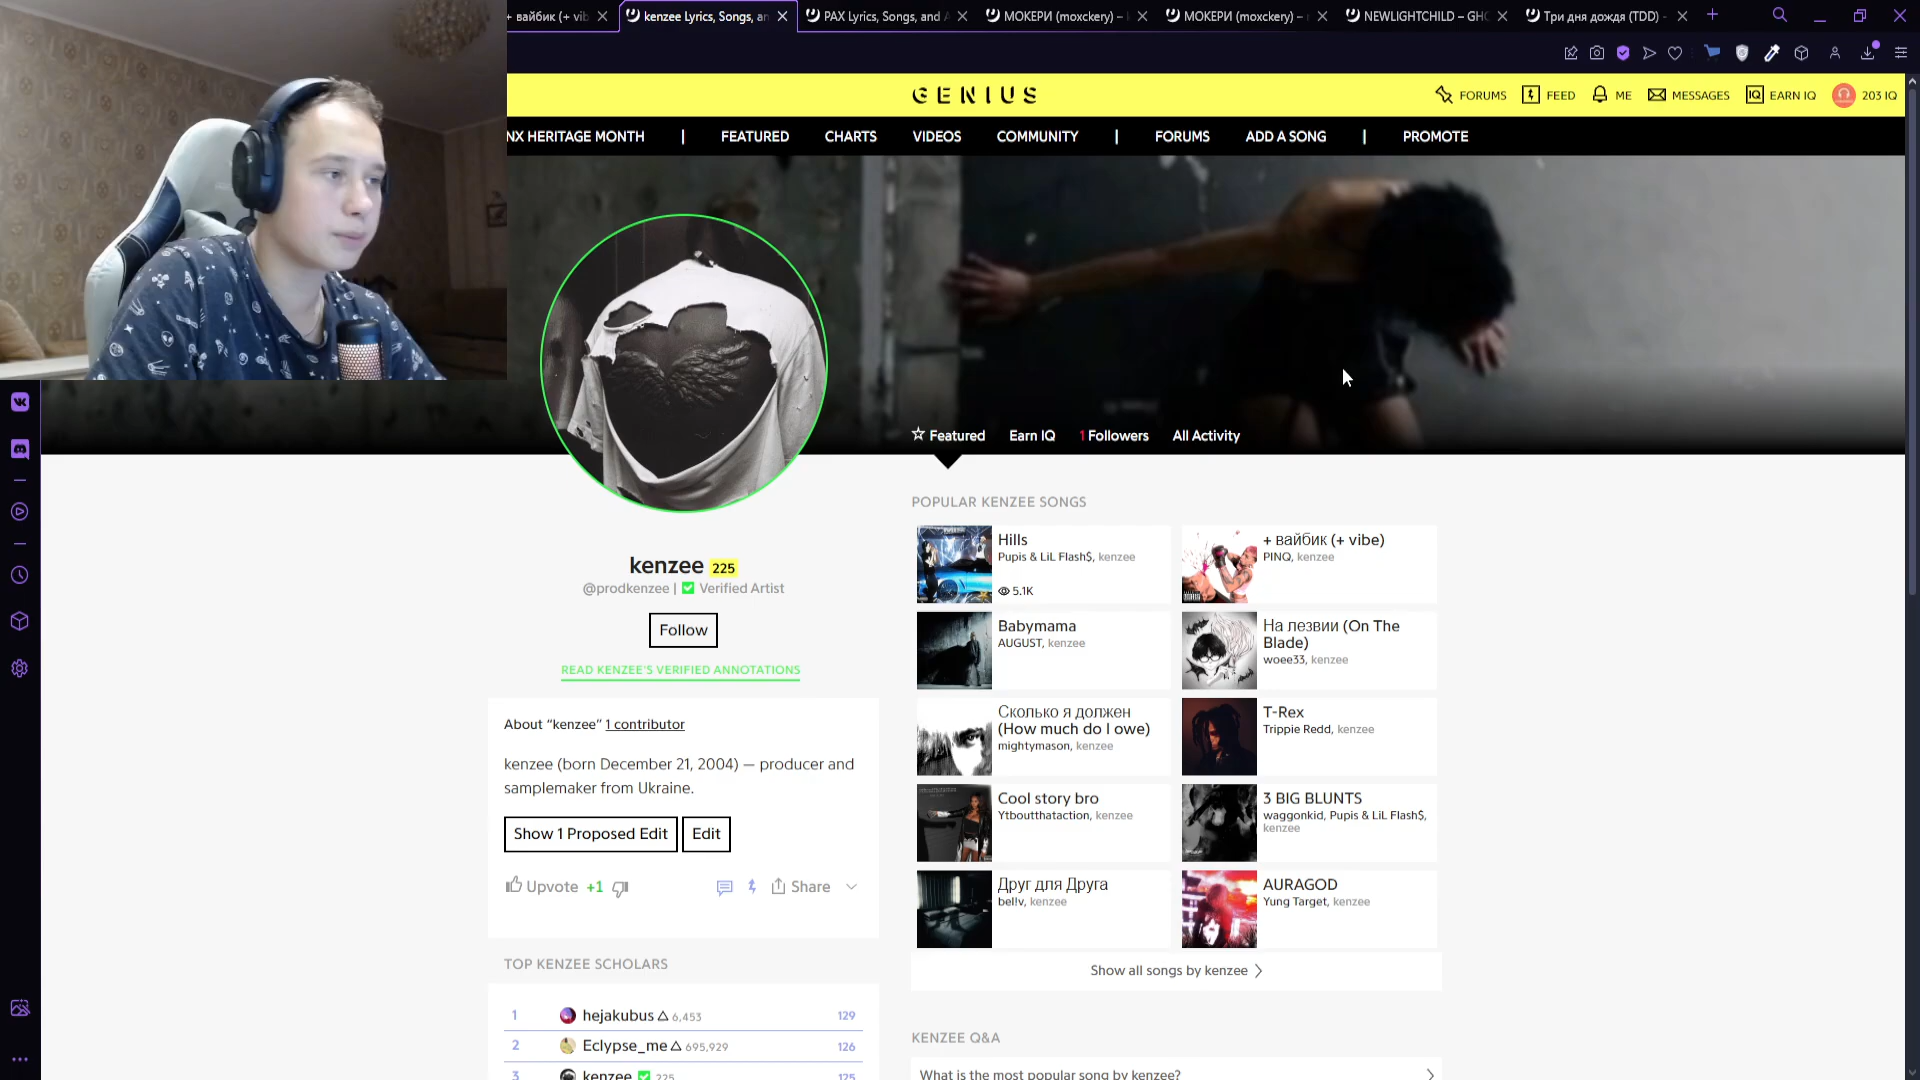 + вайбик (+ vib
kenzee Lyrics, Songs, an
PAX Lyrics, Songs, and A
МОКЕРИ (moxckery) –
МОКЕРИ (moxckery) –
NEWLIGHTCHILD – GHO
Три дня дождя (TDD) -
GENIUS
FORUMS
FEED
ME
MESSAGES
IQ EARN IQ
203 IQ
NX HERITAGE MONTH | FEATURED CHARTS VIDEOS COMMUNITY | FORUMS ADD A SONG | PROMOTE
Featured Earn IQ 1 Followers All Activity
kenzee 225
@prodkenzee | Verified Artist
Follow
READ KENZEE'S VERIFIED ANNOTATIONS
About “kenzee” 1 contributor
kenzee (born December 21, 2004) — producer and
samplemaker from Ukraine.
Show 1 Proposed Edit
Edit
Upvote +1
Share
TOP KENZEE SCHOLARS
1 hejakubus 6,453 129
2 Eclypse_me 695,929 126
3 kenzee 225 125
POPULAR KENZEE SONGS
Hills
Pupis & LiL Flash$, kenzee
5.1K
+ вайбик (+ vibe)
PINQ, kenzee
Babymama
AUGUST, kenzee
На лезвии (On The
Blade)
woee33, kenzee
Сколько я должен
(How much do I owe)
mightymason, kenzee
T-Rex
Trippie Redd, kenzee
Cool story bro
Ytboutthataction, kenzee
3 BIG BLUNTS
waggonkid, Pupis & LiL Flash$,
kenzee
Друг для Друга
bel!v, kenzee
AURAGOD
Yung Target, kenzee
Show all songs by kenzee
KENZEE Q&A
What is the most popular song by kenzee?